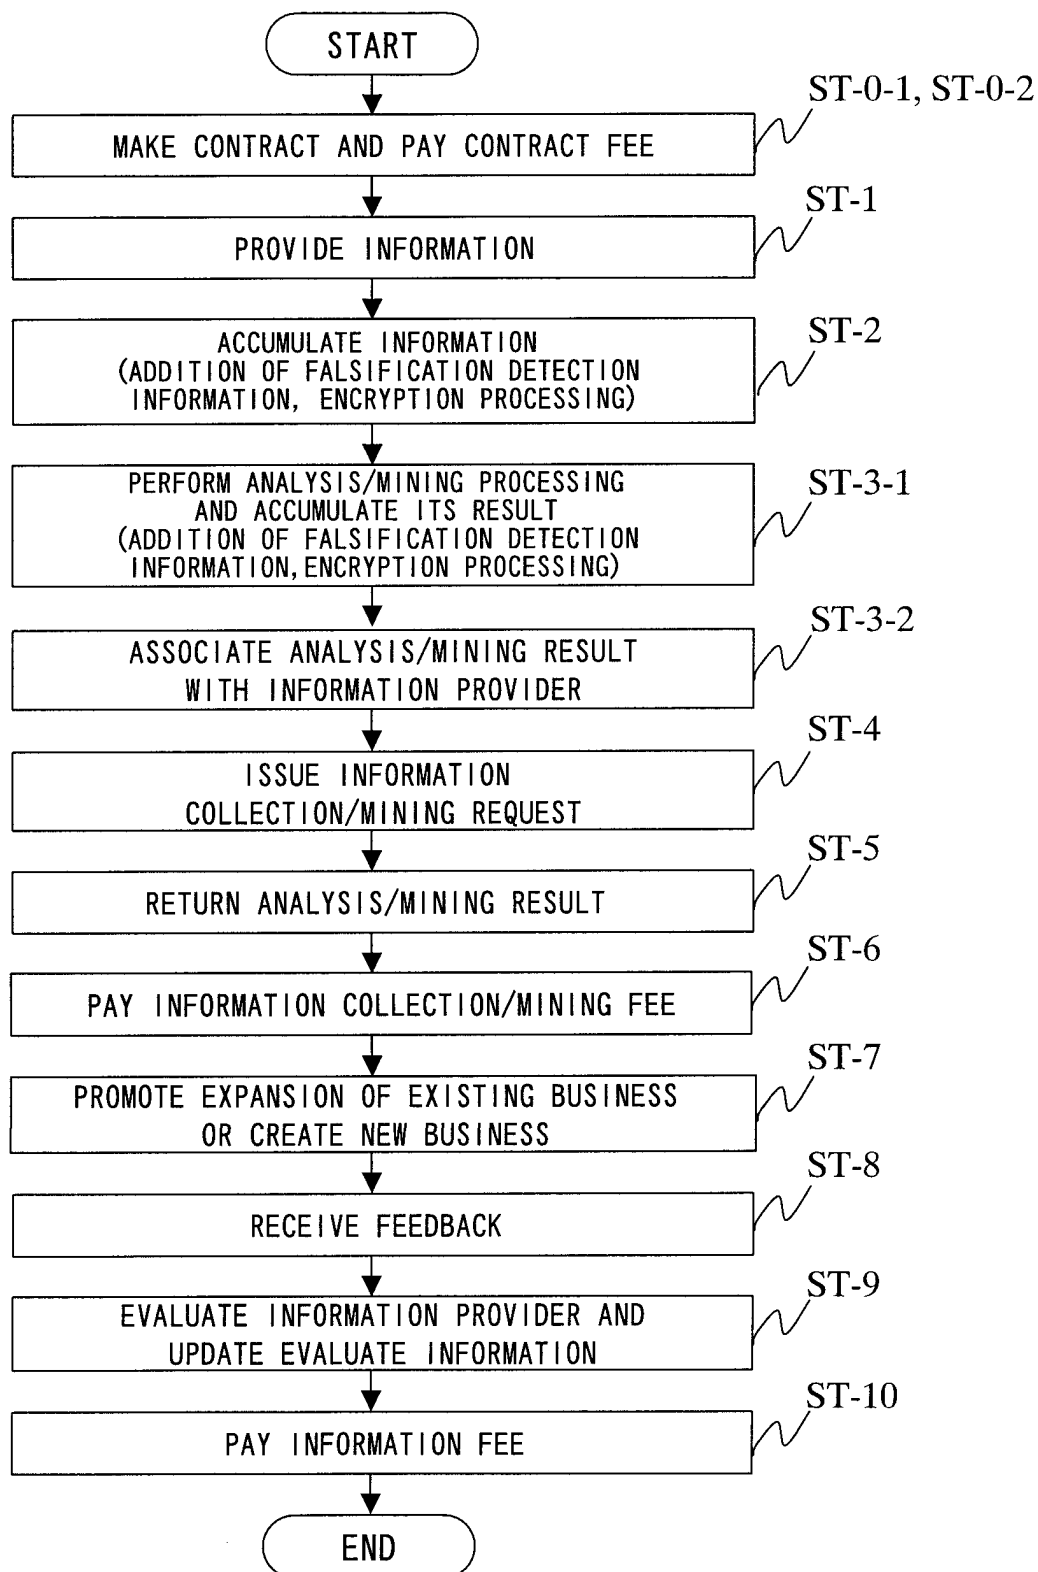 START
ST-0-1, ST-0-2
MAKE CONTRACT AND PAY CONTRACT FEE
ST-1
PROVIDE INFORMATION
ST-2
ACCUMULATE INFORMATION
(ADDITION OF FALSIFICATION DETECTION
INFORMATION, ENCRYPTION PROCESSING)
ST-3-1
PERFORM ANALYSIS/MINING PROCESSING
AND ACCUMULATE ITS RESULT
(ADDITION OF FALSIFICATION DETECTION
INFORMATION, ENCRYPTION PROCESSING)
ST-3-2
ASSOCIATE ANALYSIS/MINING RESULT
WITH INFORMATION PROVIDER
ST-4
ISSUE INFORMATION
COLLECTION/MINING REQUEST
ST-5
RETURN ANALYSIS/MINING RESULT
ST-6
PAY INFORMATION COLLECTION/MINING FEE
ST-7
PROMOTE EXPANSION OF EXISTING BUSINESS
OR CREATE NEW BUSINESS
ST-8
RECEIVE FEEDBACK
ST-9
EVALUATE INFORMATION PROVIDER AND
UPDATE EVALUATE INFORMATION
ST-10
PAY INFORMATION FEE
END